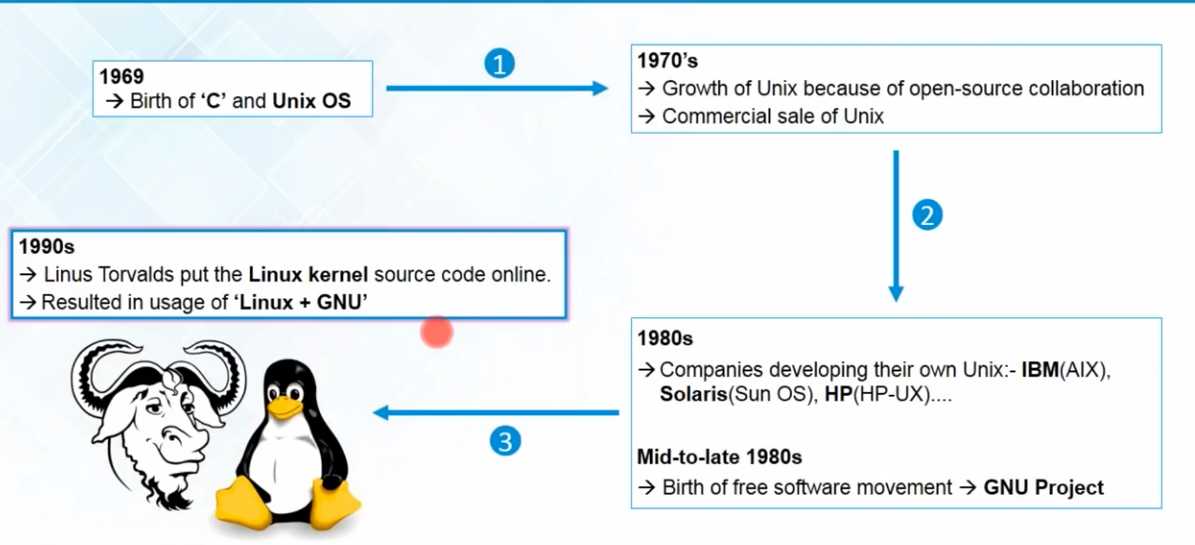 1969
→ Birth of ‘C’ and Unix OS
1
1970’s
→ Growth of Unix because of open-source collaboration
→ Commercial sale of Unix
2
1980s
→ Companies developing their own Unix:- IBM(AIX),
Solaris(Sun OS), HP(HP-UX)....
Mid-to-late 1980s
→ Birth of free software movement → GNU Project
3
1990s
→ Linus Torvalds put the Linux kernel source code online.
→ Resulted in usage of ‘Linux + GNU’